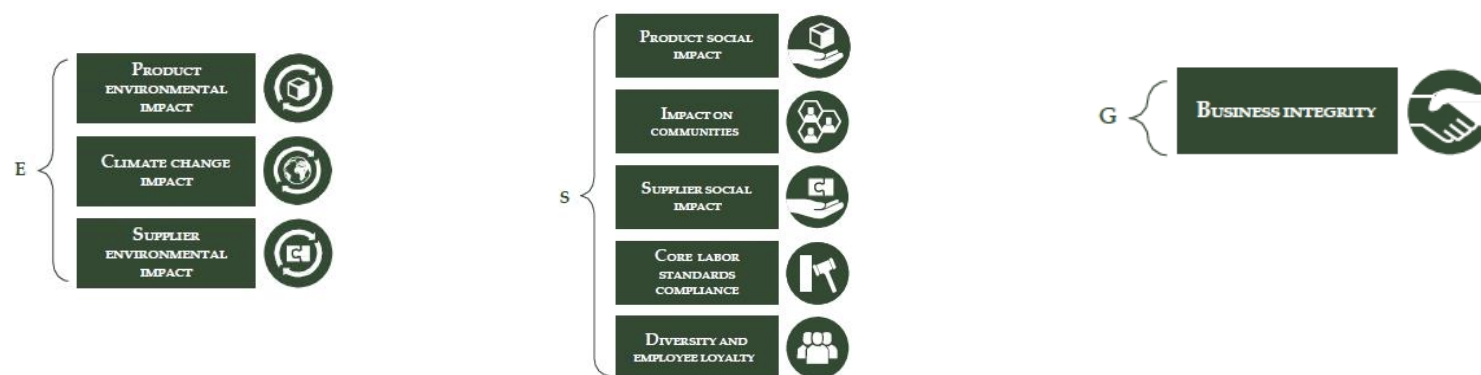 E
PRODUCT
ENVIRONMENTAL
IMPACT
CLIMATE CHANGE
IMPACT
SUPPLIER
ENVIRONMENTAL
IMPACT
S
PRODUCT SOCIAL
IMPACT
IMPACT ON
COMMUNITIES
SUPPLIER SOCIAL
IMPACT
CORE LABOR
STANDARDS
COMPLIANCE
DIVERSITY AND
EMPLOYEE LOYALTY
G
BUSINESS INTEGRITY